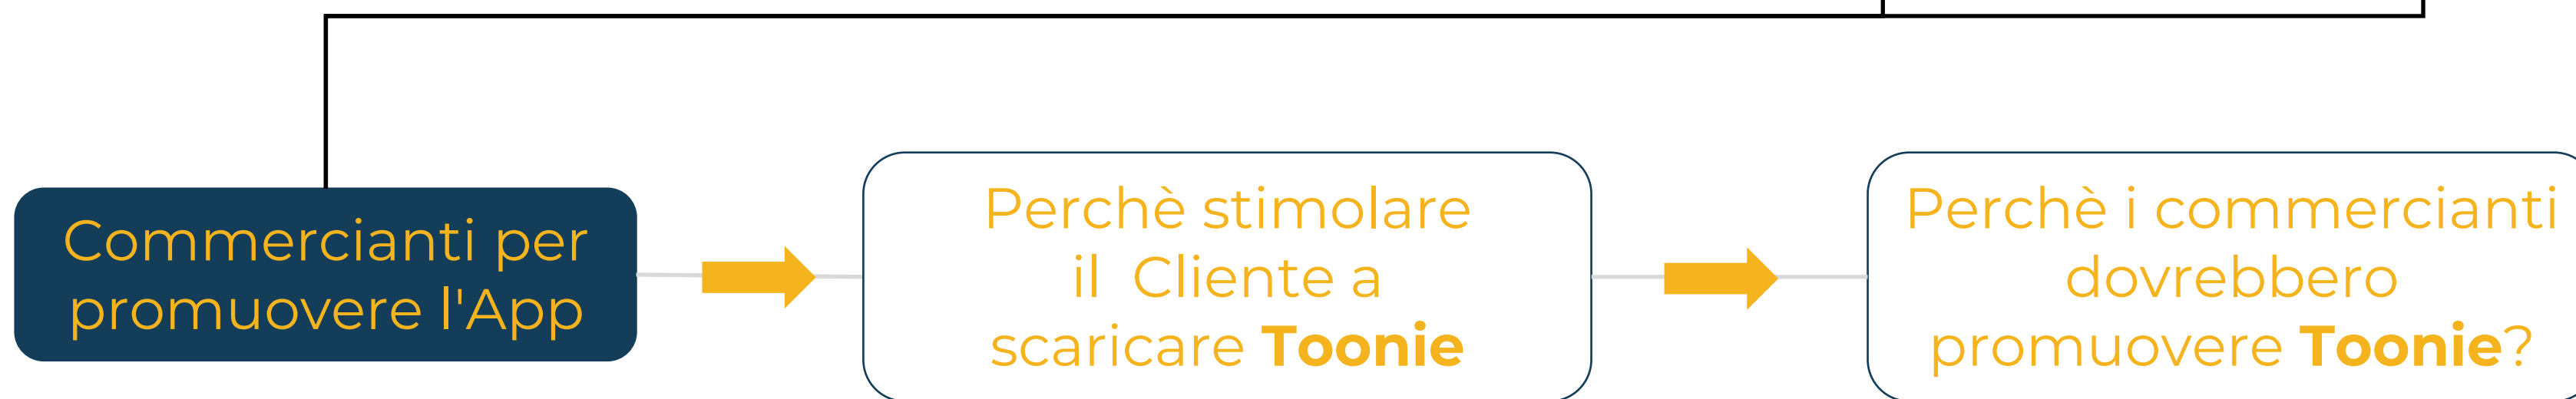 Commercianti per
promuovere l'App
Perchè stimolare
il Cliente a
scaricare Toonie
Perchè i commercianti
dovrebbero
promuovere Toonie?